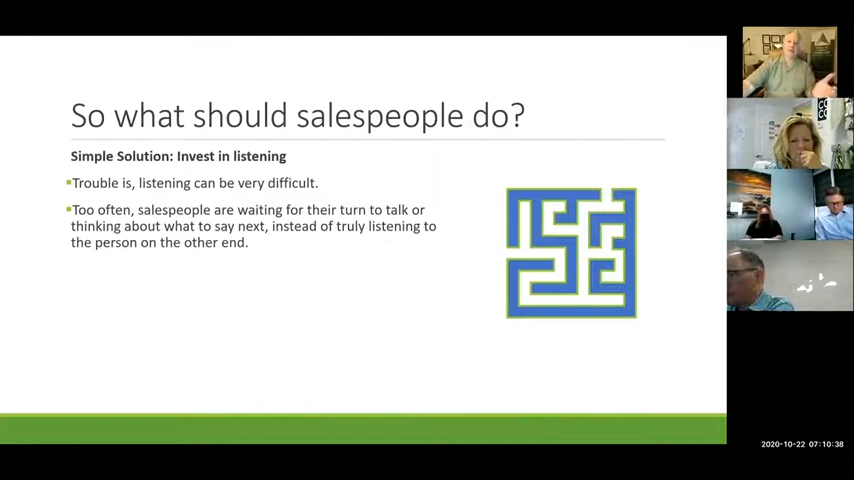 So what should salespeople do?
Simple Solution: Invest in listening
▪Trouble is, listening can be very difficult.
▪Too often, salespeople are waiting for their turn to talk or
thinking about what to say next, instead of truly listening to
the person on the other end.
2020-10-22 07:10:38